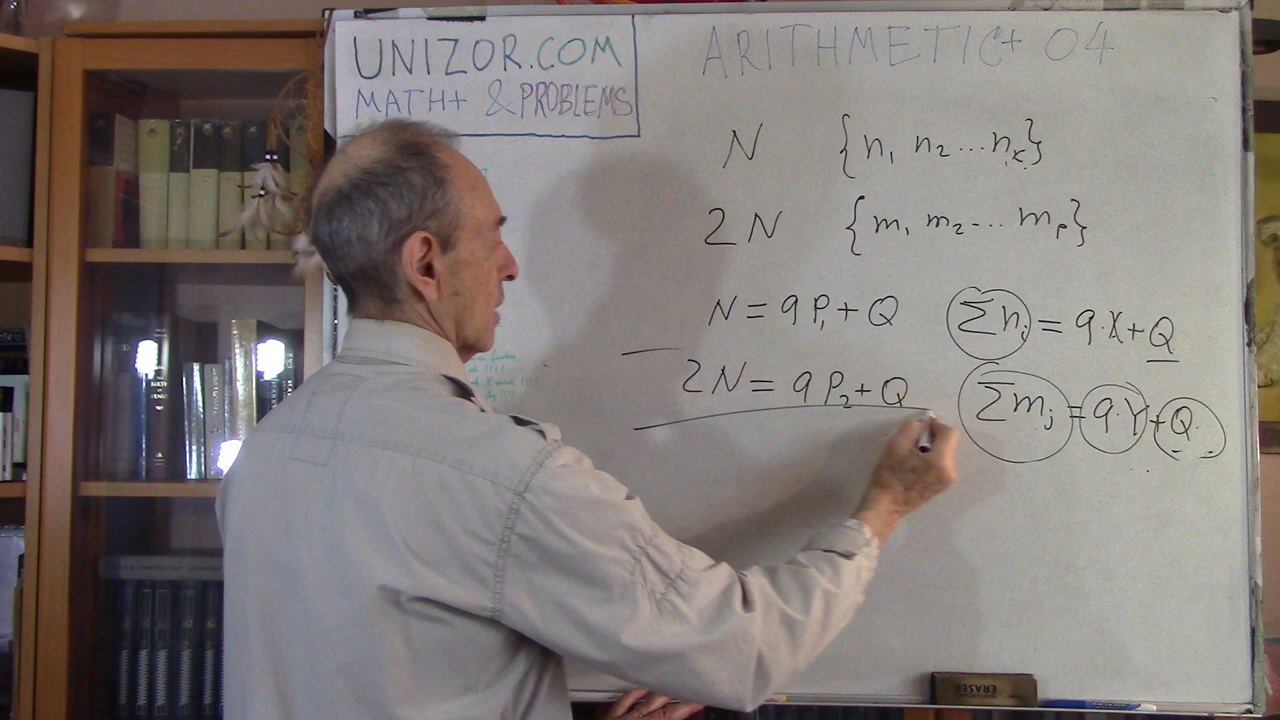 UNIZOR.COM
MATH+ & PROBLEMS
ARITHMETIC+ 04
N {n₁ n₂ ... nₖ}
2N {m₁ m₂ ... mₚ}
N = 9P₁ + Q Σnᵢ = 9·X + Q
2N = 9P₂ + Q Σmⱼ = 9·Y + Q
ERASER